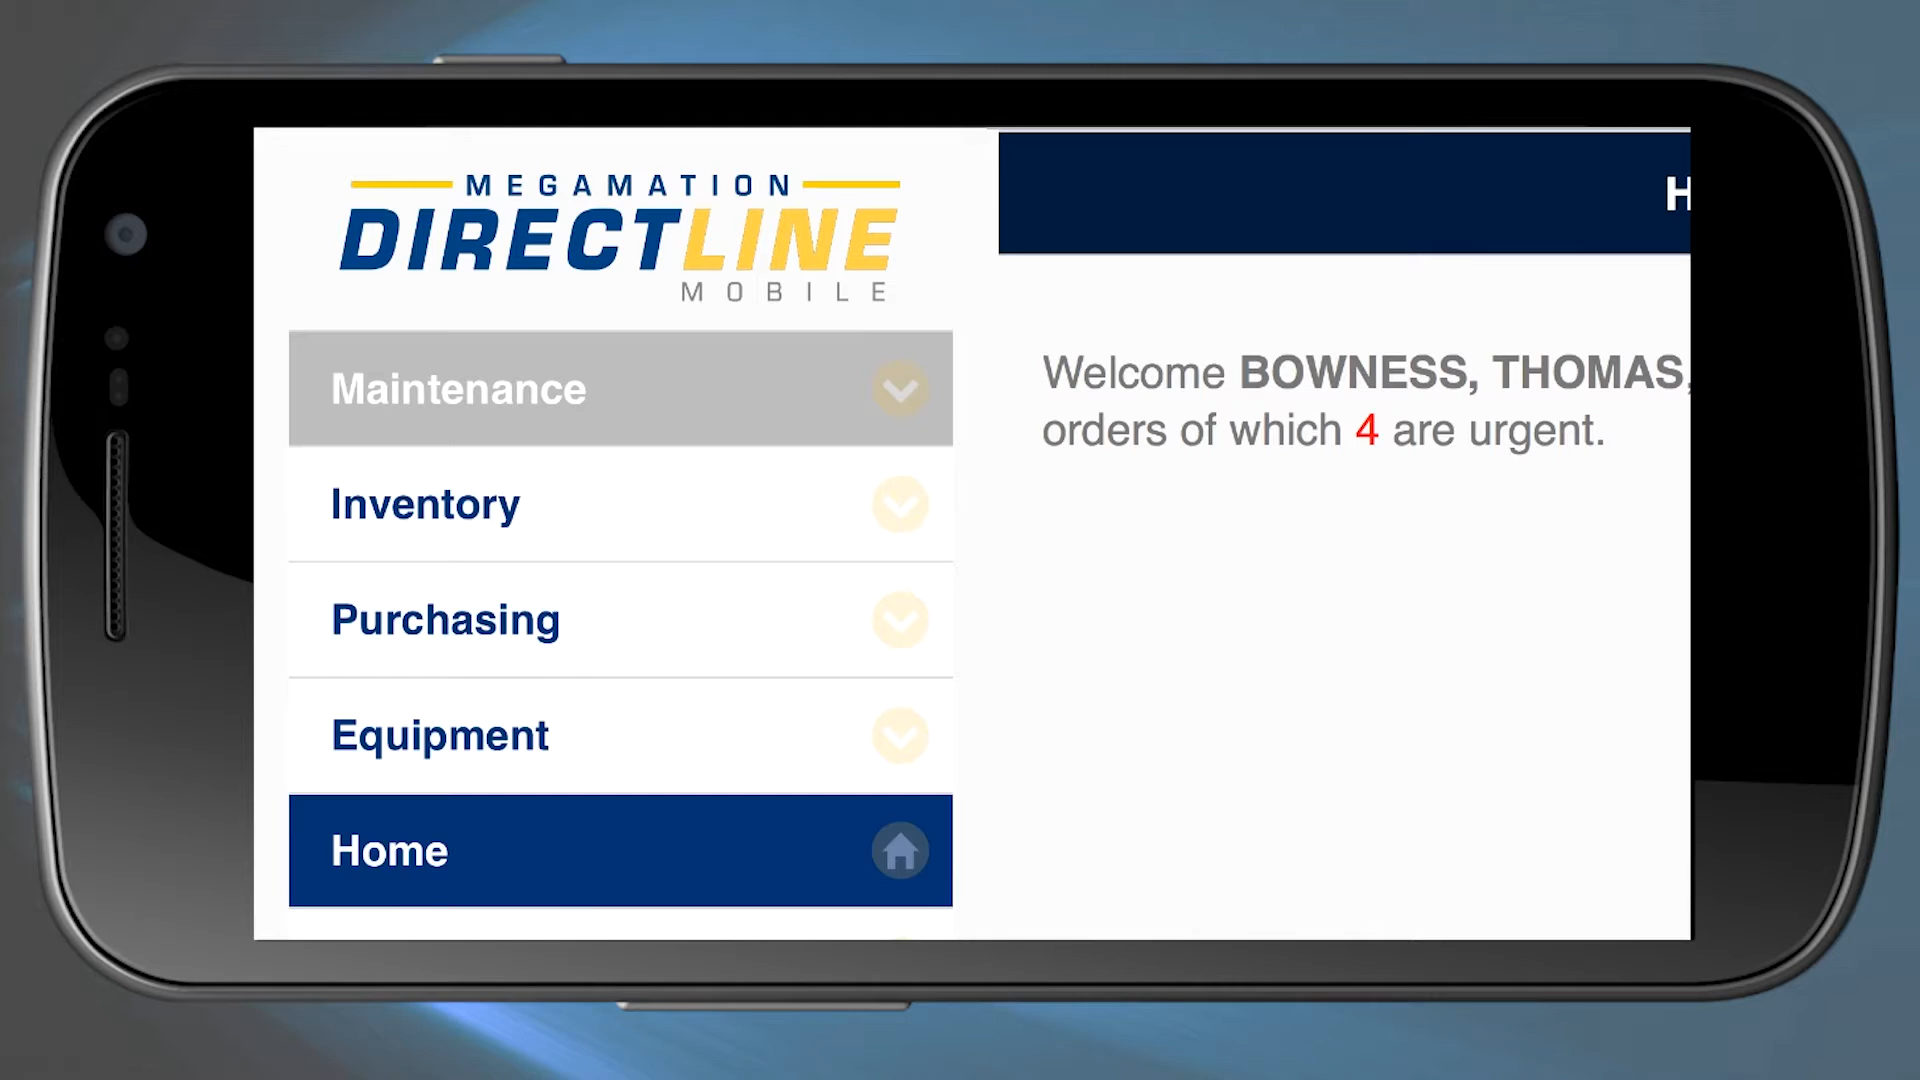 MEGAMATION
DIRECTLINE
MOBILE
Maintenance
Inventory
Purchasing
Equipment
Home
H
Welcome BOWNESS, THOMAS,
orders of which 4 are urgent.